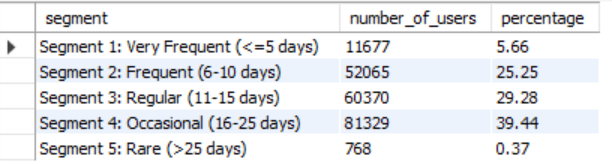 segment number_of_users percentage
Segment 1: Very Frequent (<=5 days) 11677 5.66
Segment 2: Frequent (6-10 days) 52065 25.25
Segment 3: Regular (11-15 days) 60370 29.28
Segment 4: Occasional (16-25 days) 81329 39.44
Segment 5: Rare (>25 days) 768 0.37